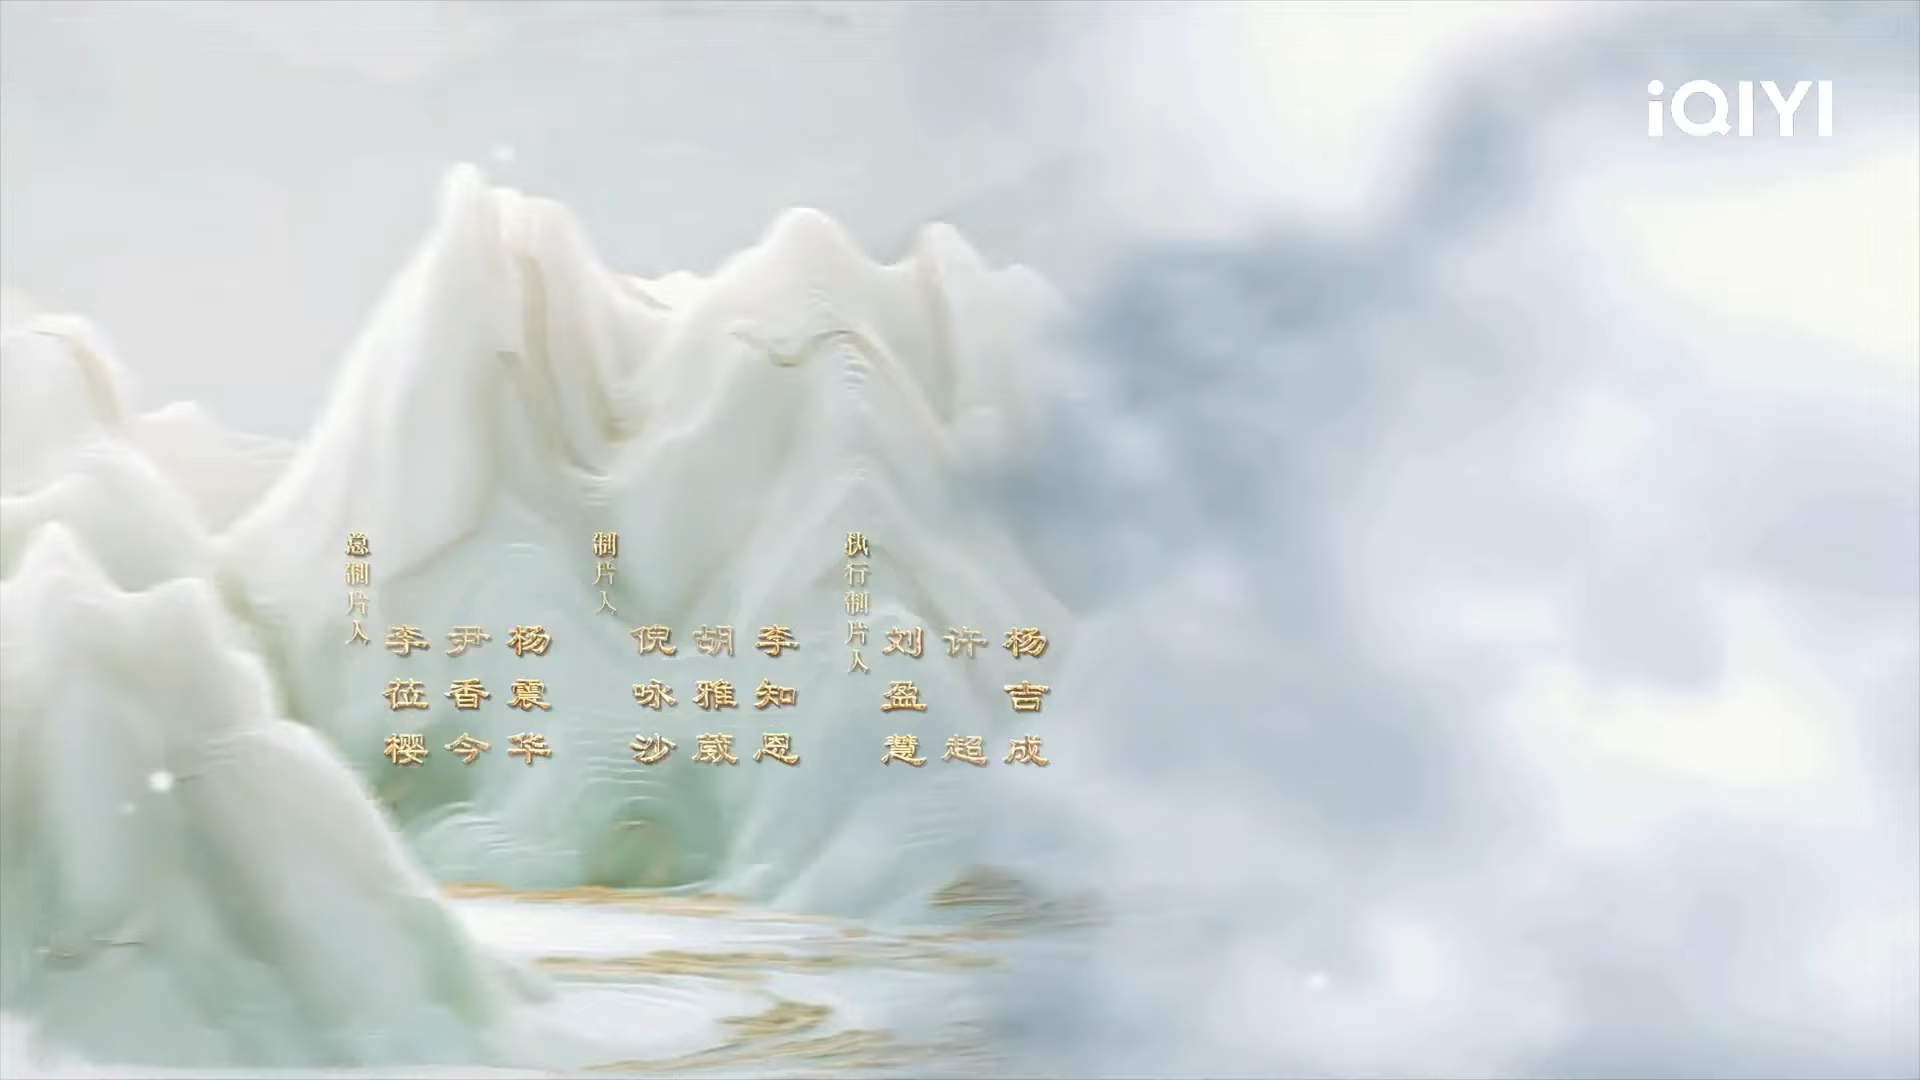 iQIYI
总制片人
李莅樱
尹香今
杨震华
制片人
倪咏沙
胡雅葳
李知恩
执行制片人
刘盈慧
许超
杨吉成